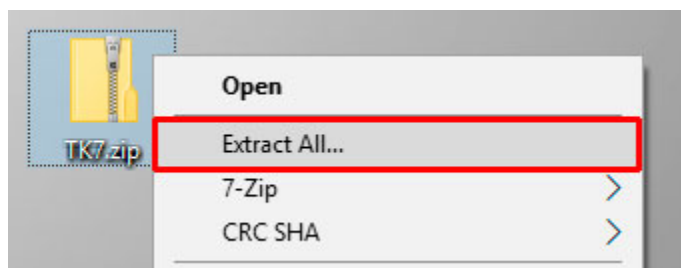 Open
TK7.zip
Extract All...
7-Zip
CRC SHA